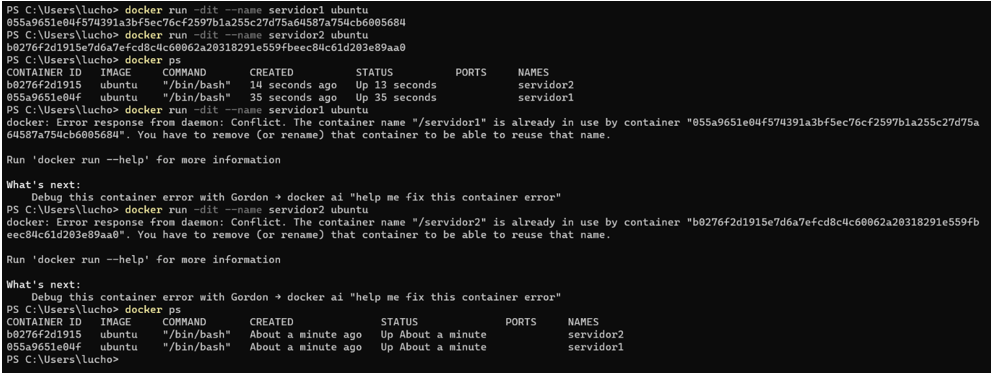 PS C:\Users\lucho> docker run -dit --name servidor1 ubuntu
055a9651e04f574391a3bf5ec76cf2597b1a255c27d75a64587a754cb6005684
PS C:\Users\lucho> docker run -dit --name servidor2 ubuntu
b0276f2d1915e7d6a7efcd8c4c60062a20318291e559fbeec84c61d203e89aa0
PS C:\Users\lucho> docker ps
CONTAINER ID   IMAGE     COMMAND       CREATED          STATUS          PORTS     NAMES
b0276f2d1915   ubuntu    "/bin/bash"   14 seconds ago   Up 13 seconds             servidor2
055a9651e04f   ubuntu    "/bin/bash"   35 seconds ago   Up 35 seconds             servidor1
PS C:\Users\lucho> docker run -dit --name servidor1 ubuntu
docker: Error response from daemon: Conflict. The container name "/servidor1" is already in use by container "055a9651e04f574391a3bf5ec76cf2597b1a255c27d75a
64587a754cb6005684". You have to remove (or rename) that container to be able to reuse that name.
Run 'docker run --help' for more information
What's next:
Debug this container error with Gordon → docker ai "help me fix this container error"
PS C:\Users\lucho> docker run -dit --name servidor2 ubuntu
docker: Error response from daemon: Conflict. The container name "/servidor2" is already in use by container "b0276f2d1915e7d6a7efcd8c4c60062a20318291e559fb
eec84c61d203e89aa0". You have to remove (or rename) that container to be able to reuse that name.
Run 'docker run --help' for more information
What's next:
Debug this container error with Gordon → docker ai "help me fix this container error"
PS C:\Users\lucho> docker ps
CONTAINER ID   IMAGE     COMMAND       CREATED              STATUS              PORTS     NAMES
b0276f2d1915   ubuntu    "/bin/bash"   About a minute ago   Up About a minute             servidor2
055a9651e04f   ubuntu    "/bin/bash"   About a minute ago   Up About a minute             servidor1
PS C:\Users\lucho>